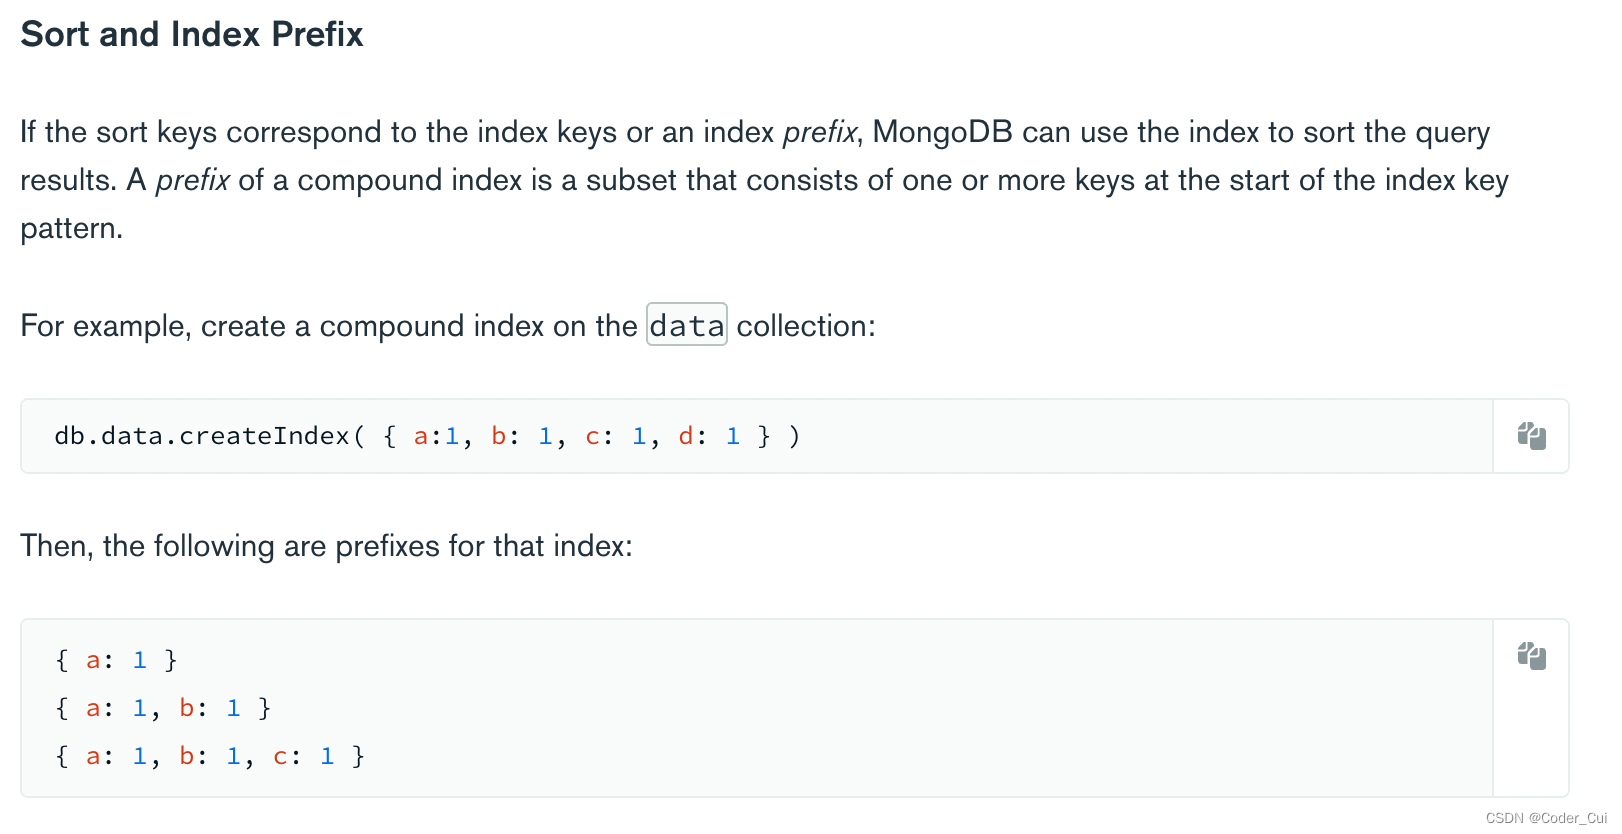 Sort and Index Prefix
If the sort keys correspond to the index keys or an index prefix, MongoDB can use the index to sort the query
results. A prefix of a compound index is a subset that consists of one or more keys at the start of the index key
pattern.
For example, create a compound index on the data collection:
db.data.createIndex( { a:1, b: 1, c: 1, d: 1 } )
Then, the following are prefixes for that index:
{ a: 1 }
{ a: 1, b: 1 }
{ a: 1, b: 1, c: 1 }
CSDN @Coder_Cui